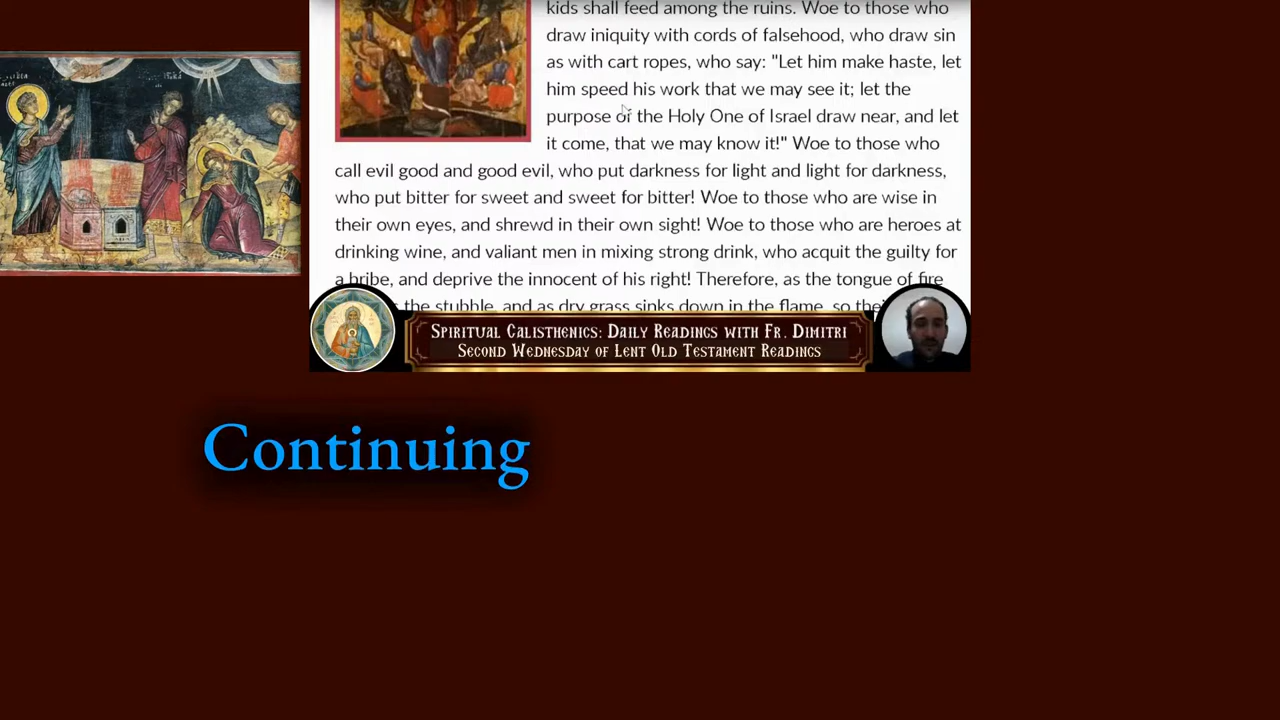 kids shall feed among the ruins. Woe to those who
draw iniquity with cords of falsehood, who draw sin
as with cart ropes, who say: "Let him make haste, let
him speed his work that we may see it; let the
purpose of the Holy One of Israel draw near, and let
it come, that we may know it!" Woe to those who
call evil good and good evil, who put darkness for light and light for darkness,
who put bitter for sweet and sweet for bitter! Woe to those who are wise in
their own eyes, and shrewd in their own sight! Woe to those who are heroes at
drinking wine, and valiant men in mixing strong drink, who acquit the guilty for
a bribe, and deprive the innocent of his right! Therefore, as the tongue of fire
the stubble, and as dry grass sinks down in the flame, so
Spiritual Calisthenics: Daily Readings with Fr. Dimitri
Second Wednesday of Lent Old Testament Readings
Continuing